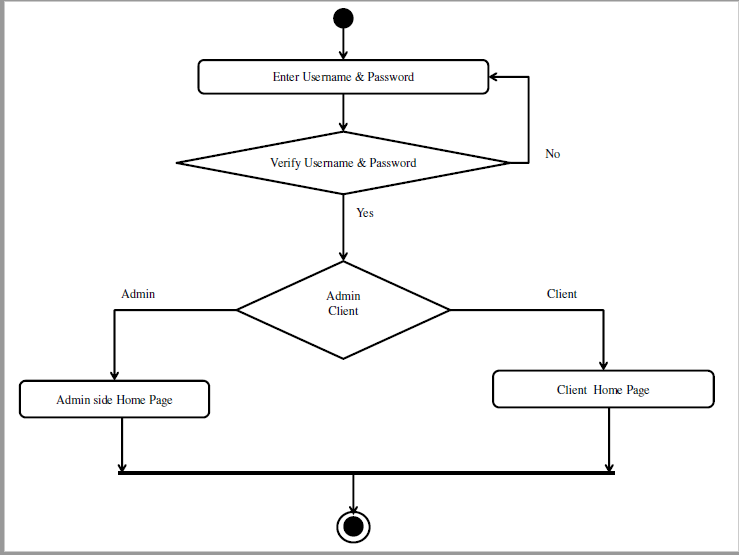 Enter Username & Password
Verify Username & Password
No
Yes
Admin
Client
Admin
Client
Admin side Home Page
Client Home Page